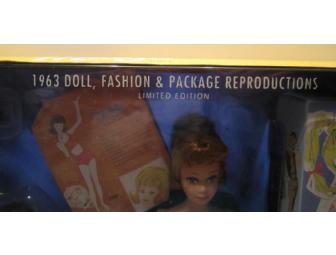 1963 DOLL, FASHION & PACKAGE REPRODUCTIONS
LIMITED EDITION